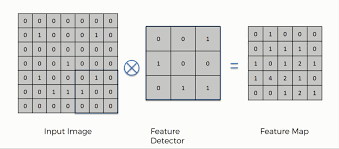 0 0 0 0 0 0 0
0 1 0 0 0 1 0
0 0 0 0 0 0 0
0 0 0 1 0 0 0
0 1 0 0 0 1 0
0 0 1 1 1 0 0
0 0 0 0 0 0 0
Input Image
⊗
0 0 1
1 0 0
0 1 1
Feature
Detector
=
0 1 0 0 0
0 1 1 1 0
1 0 1 2 1
1 4 2 1 0
0 0 1 2 1
Feature Map